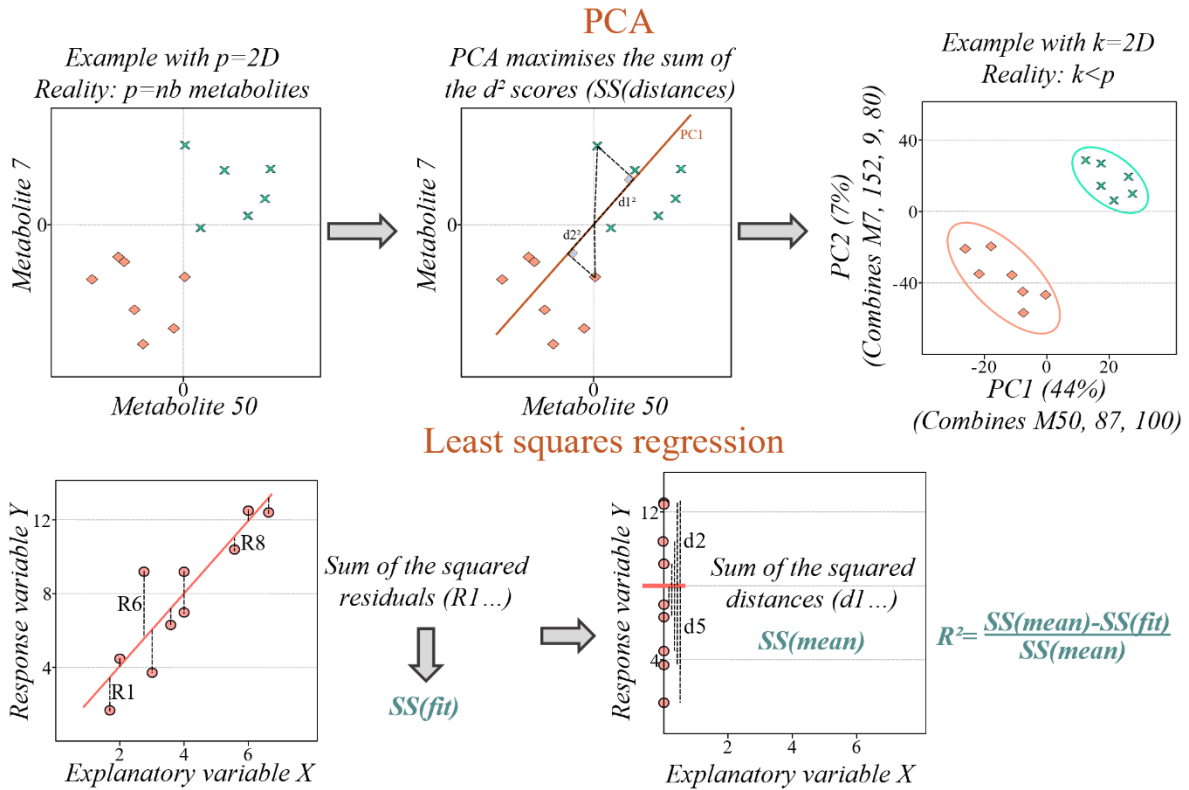 PCA
Example with p=2D
Reality: p=nb metabolites
Metabolite 7
0
0
Metabolite 50
PCA maximises the sum of
the d² scores (SS(distances)
Metabolite 7
0
PC1
d1²
d2²
0
Metabolite 50
Example with k=2D
Reality: k<p
PC2 (7%)
(Combines M7, 152, 9, 80)
40
0
-40
-20
0
20
PC1 (44%)
(Combines M50, 87, 100)
Least squares regression
Response variable Y
12
8
4
R1
R6
R8
2
4
6
Explanatory variable X
Sum of the squared
residuals (R1...)
SS(fit)
Response variable Y
12
8
4
d2
d5
2
4
6
Explanatory variable X
Sum of the squared
distances (d1...)
SS(mean)
R²= SS(mean)-SS(fit)
SS(mean)